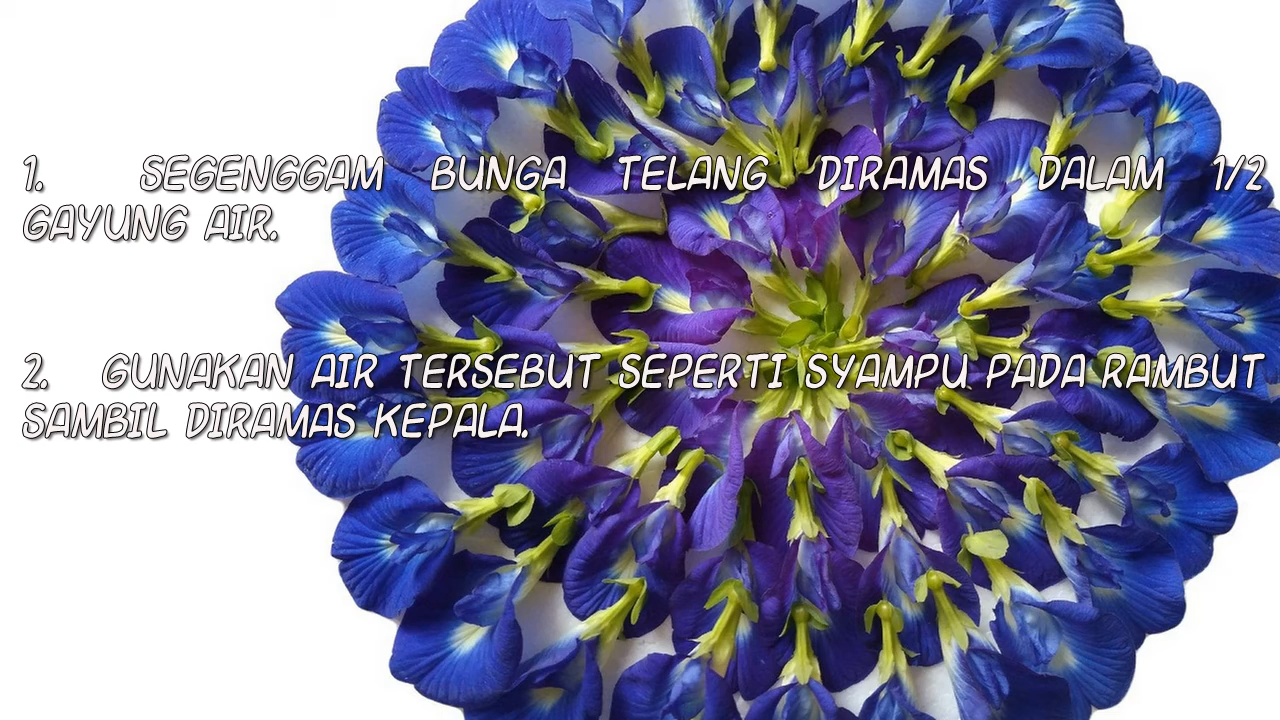 1. SEGENGGAM BUNGA TELANG DIRAMAS DALAM 1/2
GAYUNG AIR.
2. GUNAKAN AIR TERSEBUT SEPERTI SYAMPU PADA RAMBUT
SAMBIL DIRAMAS KEPALA.